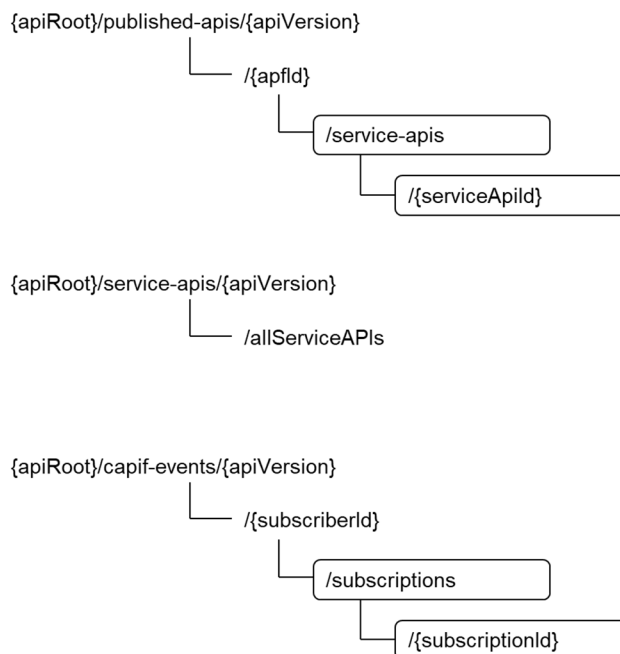 {apiRoot}/published-apis/{apiVersion}
/{apfId}
/service-apis
/{serviceApiId}
{apiRoot}/service-apis/{apiVersion}
/allServiceAPIs
{apiRoot}/capif-events/{apiVersion}
/{subscriberId}
/subscriptions
/{subscriptionId}